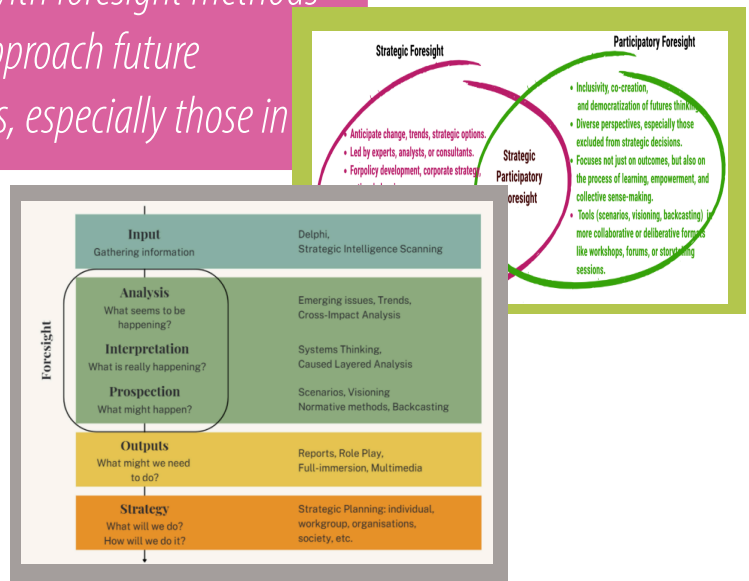 with foresight methods
approach future
s, especially those in
Strategic Foresight
Participatory Foresight
• Anticipate change, trends, strategic options.
• Led by experts, analysts, or consultants.
• Forpolicy development, corporate strategy,
Strategic
Participatory
Foresight
• Inclusivity, co-creation,
and democratization of futures thinking.
• Diverse perspectives, especially those
excluded from strategic decisions.
• Focuses not just on outcomes, but also on
the process of learning, empowerment, and
collective sense-making.
• Tools (scenarios, visioning, backcasting) in
more collaborative or deliberative formats
like workshops, forums, or storytelling
sessions.
Foresight
Input
Gathering information
Delphi,
Strategic Intelligence Scanning
Analysis
What seems to be
happening?
Emerging issues, Trends,
Cross-Impact Analysis
Interpretation
What is really happening?
Systems Thinking,
Caused Layered Analysis
Prospection
What might happen?
Scenarios, Visioning
Normative methods, Backcasting
Outputs
What might we need
to do?
Reports, Role Play,
Full-immersion, Multimedia
Strategy
What will we do?
How will we do it?
Strategic Planning: individual,
workgroup, organisations,
society, etc.